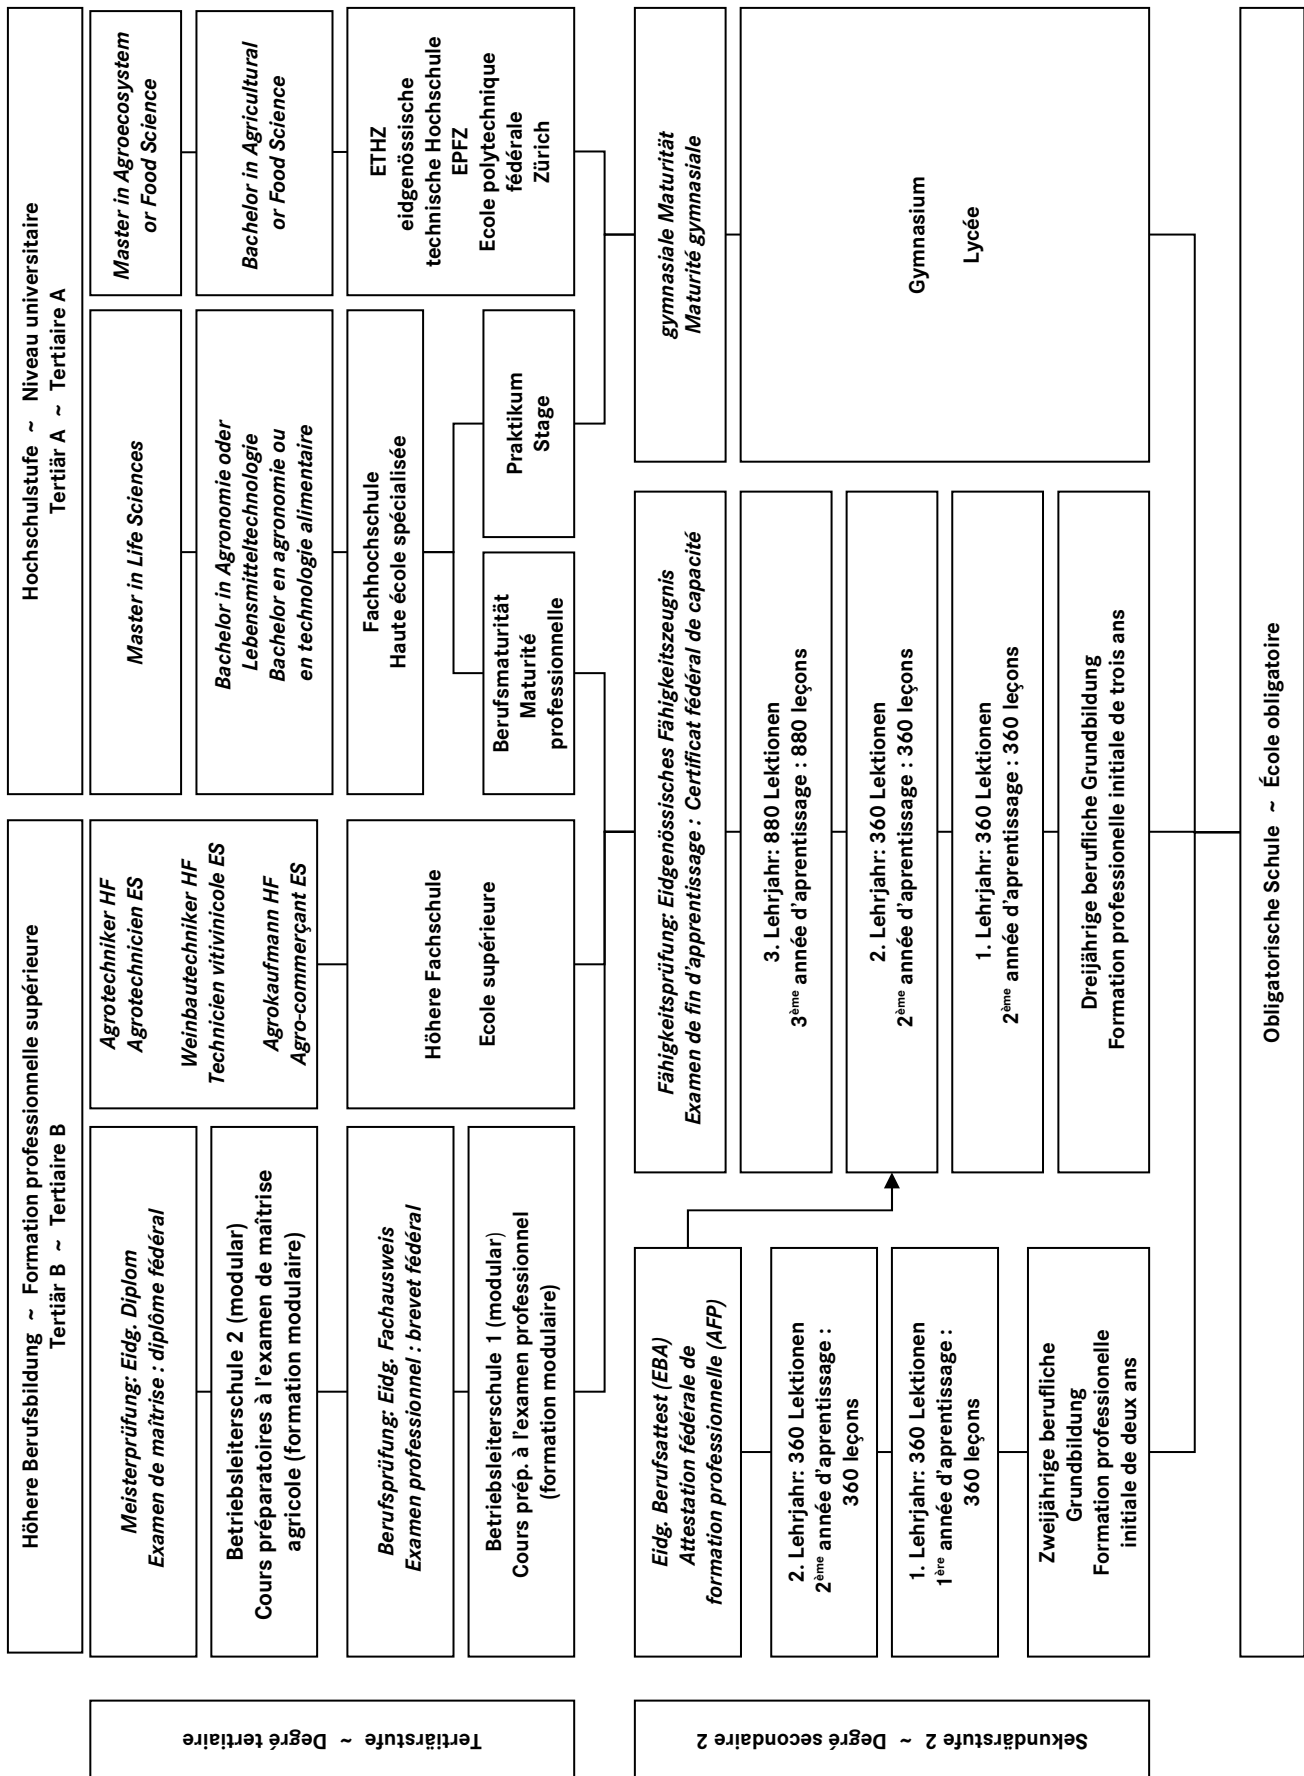 Höhere Berufsbildung ~ Formation professionnelle supérieure
Tertiär B ~ Tertiaire B
Hochschulstufe ~ Niveau universitaire
Tertiär A ~ Tertiaire A
Tertiärstufe ~ Degré tertiaire
Meisterprüfung: Eidg. Diplom
Examen de maîtrise : diplôme fédéral
Betriebsleiterschule 2 (modular)
Cours préparatoires à l'examen de maîtrise
agricole (formation modulaire)
Berufsprüfung: Eidg. Fachausweis
Examen professionnel : brevet fédéral
Betriebsleiterschule 1 (modular)
Cours prép. à l'examen professionnel
(formation modulaire)
Agrotechniker HF
Agrotechnicien ES
Weinbautechniker HF
Technicien vitivinicole ES
Agrokaufmann HF
Agro-commerçant ES
Höhere Fachschule
Ecole supérieure
Master in Life Sciences
Bachelor in Agronomie oder
Lebensmitteltechnologie
Bachelor en agronomie ou
en technologie alimentaire
Fachhochschule
Haute école spécialisée
Berufsmaturität
Maturité
professionnelle
Praktikum
Stage
Master in Agroecosystem
or Food Science
Bachelor in Agricultural
or Food Science
ETHZ
eidgenössische
technische Hochschule
EPFZ
Ecole polytechnique
fédérale
Zürich
Sekundärstufe 2 ~ Degré secondaire 2
Eidg. Berufsattest (EBA)
Attestation fédérale de
formation professionnelle (AFP)
2. Lehrjahr: 360 Lektionen
2ème année d'aprentissage :
360 leçons
1. Lehrjahr: 360 Lektionen
1ère année d'aprentissage :
360 leçons
Zweijährige berufliche
Grundbildung
Formation professionelle
initiale de deux ans
Fähigkeitsprüfung: Eidgenössisches Fähigkeitszeugnis
Examen de fin d'apprentissage : Certificat fédéral de capacité
3. Lehrjahr: 880 Lektionen
3ème année d'aprentissage : 880 leçons
2. Lehrjahr: 360 Lektionen
2ème année d'aprentissage : 360 leçons
1. Lehrjahr: 360 Lektionen
2ème année d'aprentissage : 360 leçons
Dreijährige berufliche Grundbildung
Formation professionelle initiale de trois ans
gymnasiale Maturität
Maturité gymnasiale
Gymnasium
Lycée
Obligatorische Schule ~ École obligatoire